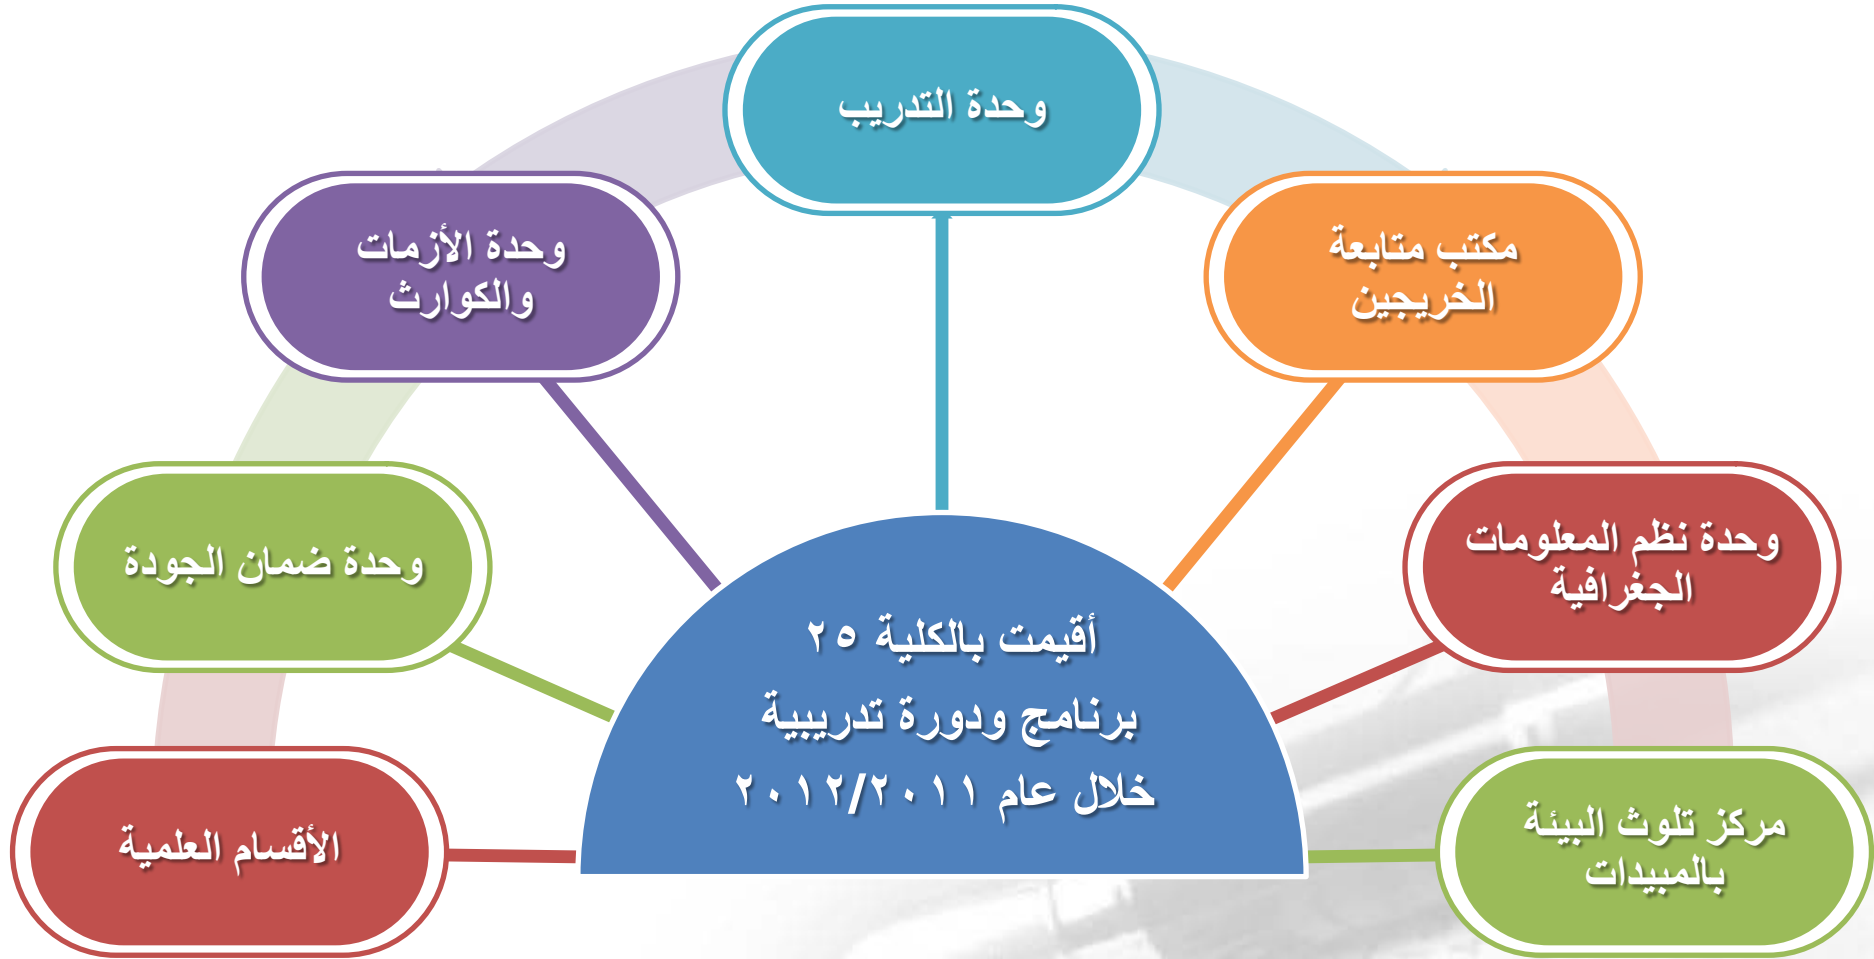 وحدة التدريب
مكتب متابعة
الخريجين
وحدة الأزمات
والكوارث
وحدة نظم المعلومات
الجغرافية
وحدة ضمان الجودة
أقيمت بالكلية ٢٥
برنامج ودورة تدريبية
خلال عام ٢٠١٢/٢٠١١
مركز تلوث البيئة
بالمبيدات
الأقسام العلمية